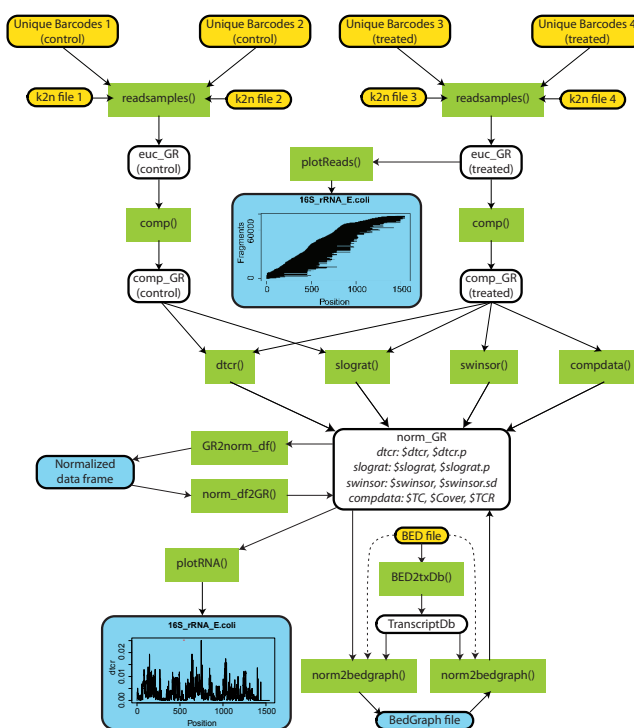 Unique Barcodes 1
(control)
Unique Barcodes 2
(control)
Unique Barcodes 3
(treated)
Unique Barcodes 4
(treated)
k2n file 1
readsamples()
k2n file 2
k2n file 3
readsamples()
k2n file 4
euc_GR
(control)
plotReads()
euc_GR
(treated)
comp()
16S_rRNA_E.coli
Fragments
0
60000
0
500
1000
1500
Position
comp()
comp_GR
(control)
comp_GR
(treated)
dtcr()
slograt()
swinsor()
compdata()
norm_GR
dtcr: $dtcr, $dtcr.p
slograt: $slograt, $slograt.p
swinsor: $swinsor, $swinsor.sd
compdata: $TC, $Cover, $TCR
GR2norm_df()
Normalized
data frame
norm_df2GR()
plotRNA()
BED file
BED2txDb()
TranscriptDb
16S_rRNA_E.coli
dtcr
0.00
0.01
0.02
0
500
1000
1500
Position
norm2bedgraph()
norm2bedgraph()
BedGraph file